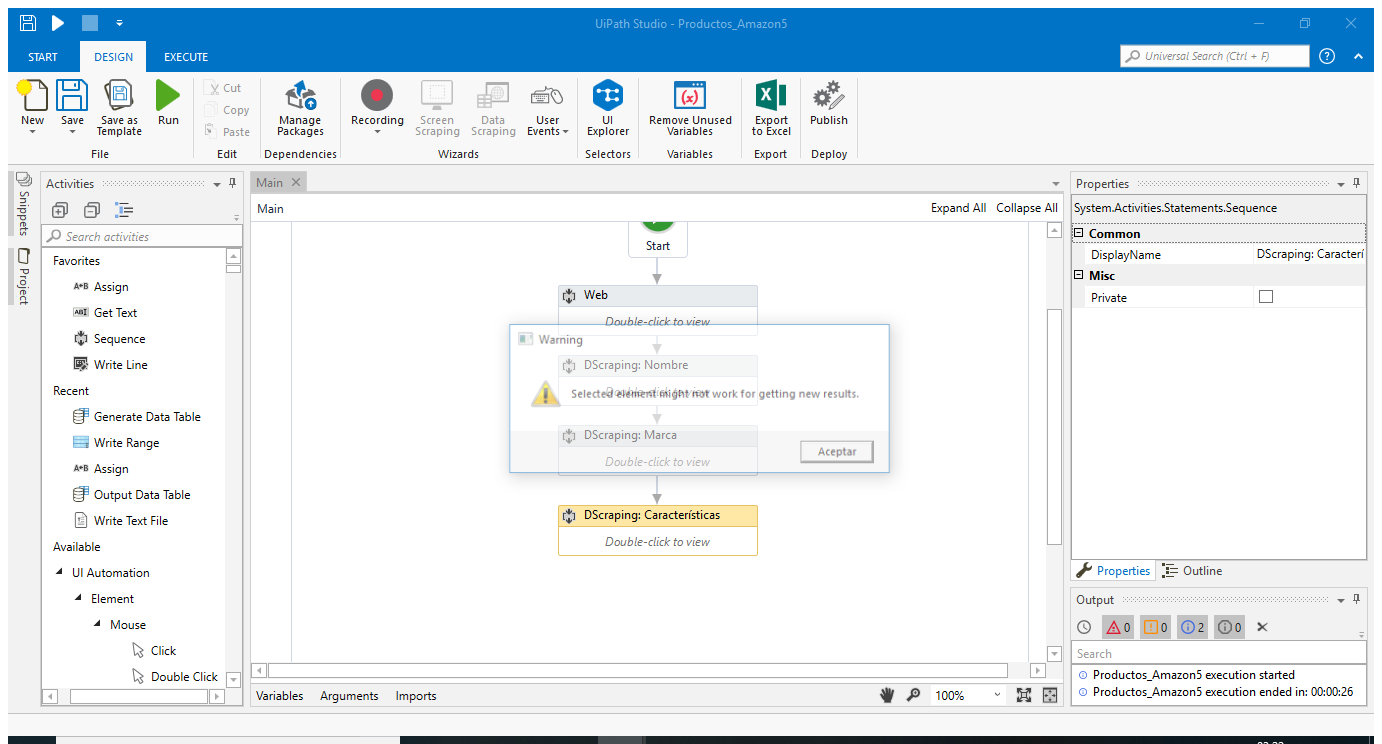 UiPath Studio - Productos_Amazon5
START DESIGN EXECUTE
Universal Search (Ctrl + F)
New Save Save as Template Run
Cut
Copy
Paste
Manage Packages
Recording Screen Scraping Data Scraping User Events
UI Explorer
Remove Unused Variables
Export to Excel
Publish
File Edit Dependencies Wizards Selectors Variables Export Deploy
Snippets
Project
Activities
Search activities
Favorites
A+B Assign
ABI Get Text
Sequence
Write Line
Recent
Generate Data Table
Write Range
A+B Assign
Output Data Table
Write Text File
Available
UI Automation
Element
Mouse
Click
Double Click
Main
Main Expand All Collapse All
Start
Web
Double-click to view
Warning
DScraping: Nombre
Double-click to view
Selected element might not work for getting new results.
DScraping: Marca
Aceptar
Double-click to view
DScraping: Características
Double-click to view
Variables Arguments Imports 100%
Properties
System.Activities.Statements.Sequence
Common
DisplayName DScraping: Caracterí
Misc
Private
Properties Outline
Output
0 0 2 0
Search
Productos_Amazon5 execution started
Productos_Amazon5 execution ended in: 00:00:26